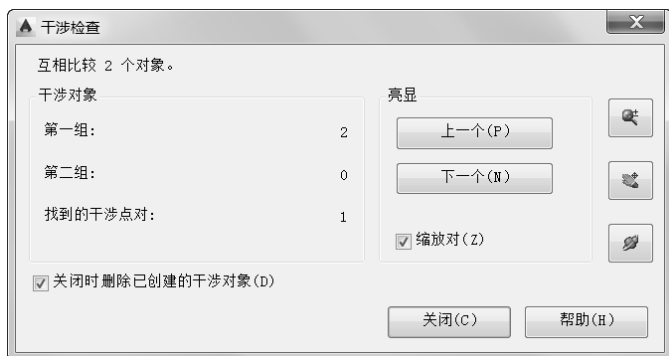 干涉检查
互相比较 2 个对象。
干涉对象
第一组: 2
第二组: 0
找到的干涉点对: 1
亮显
上一个(P)
下一个(N)
缩放对(Z)
关闭时删除已创建的干涉对象(D)
关闭(C)
帮助(H)